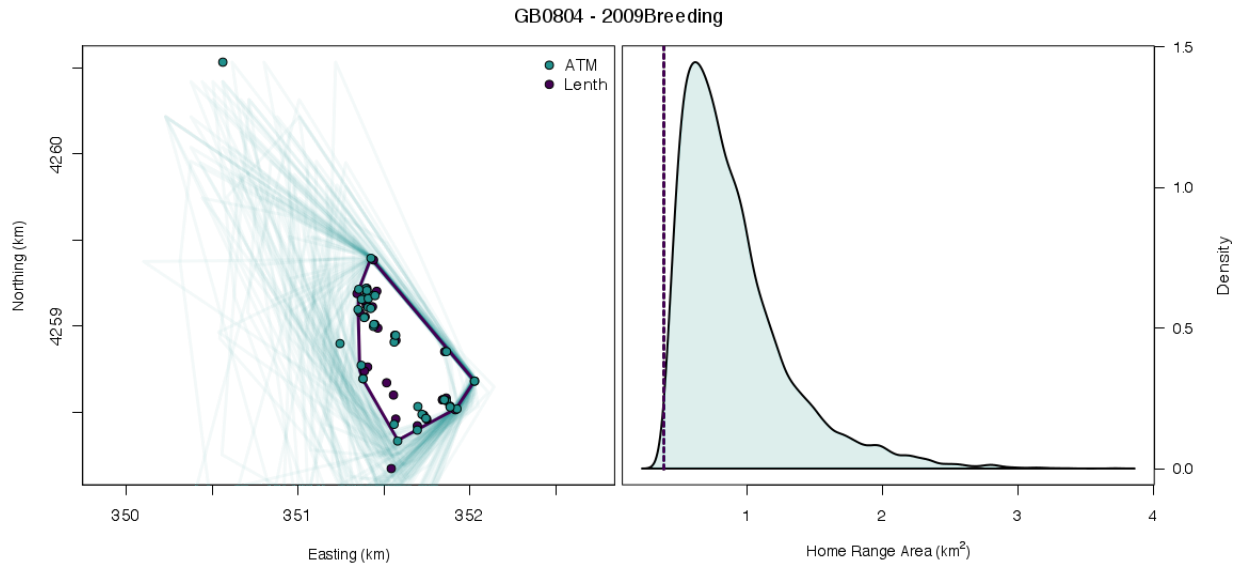 GB0804 - 2009Breeding
ATM
Lenth
4260
4259
Northing (km)
350
351
352
Easting (km)
1.5
1.0
0.5
0.0
Density
1
2
3
4
Home Range Area (km²)